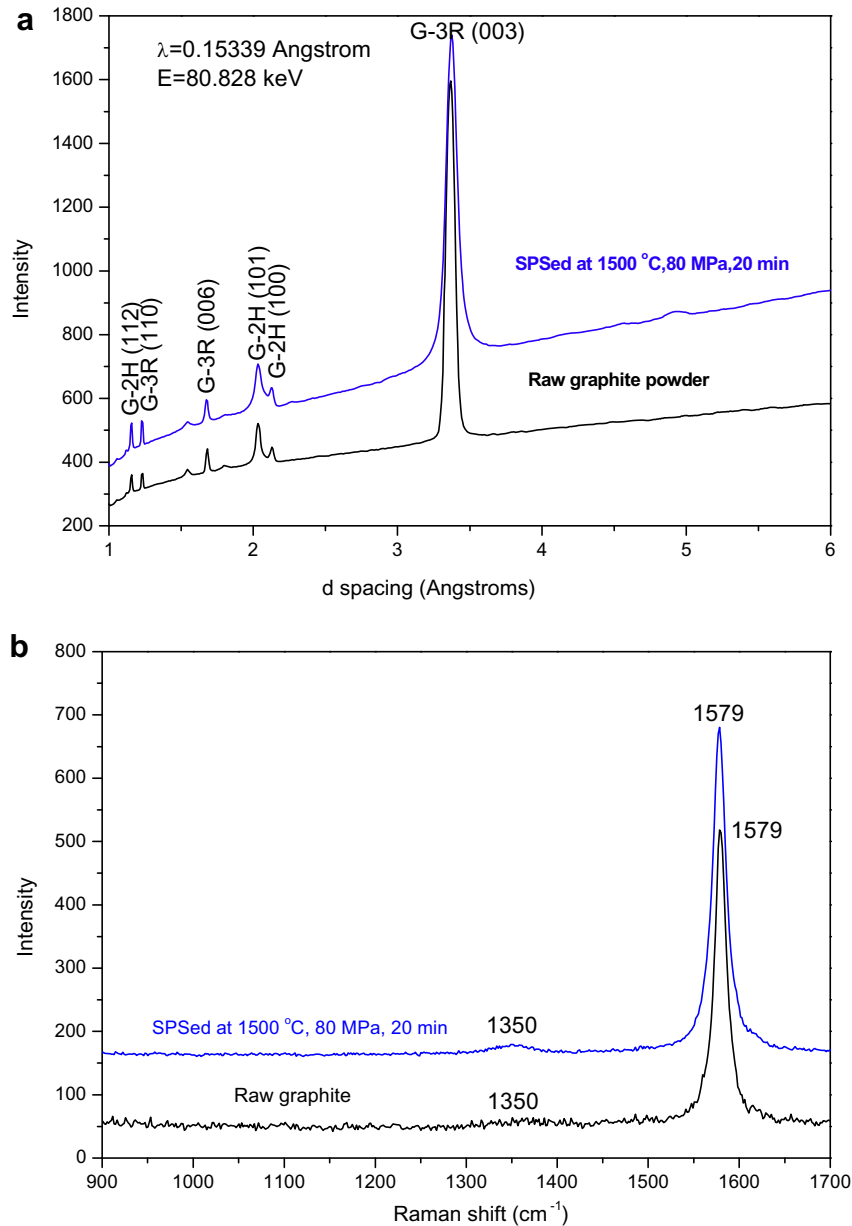 a
λ=0.15339 Angstrom
E=80.828 keV
G-3R (003)
SPSed at 1500 °C,80 MPa,20 min
Raw graphite powder
G-2H (112)
G-3R (110)
G-3R (006)
G-2H (101)
G-2H (100)
Intensity
1800
1600
1400
1200
1000
800
600
400
200
1 2 3 4 5 6
d spacing (Angstroms)
b
1579
1579
SPSed at 1500 °C, 80 MPa, 20 min
1350
Raw graphite
1350
Intensity
800
700
600
500
400
300
200
100
0
900 1000 1100 1200 1300 1400 1500 1600 1700
Raman shift (cm⁻¹)